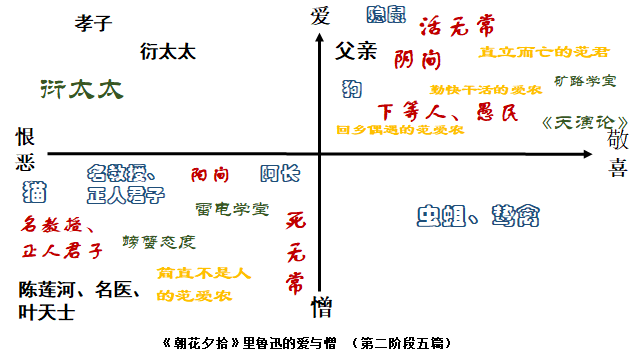 爱
孝子
隐鼠
活无常
衍太太
父亲
阴间
直立而亡的范君
衍太太
狗
勤快干活的爱农
矿路学堂
下等人、愚民
《天演论》
回乡偶遇的范爱农
恨
恶
敬
喜
名教授、
正人君子
阳间
阿长
猫
雷电学堂
虫蛆、鸷禽
名教授、
正人君子
螃蟹态度
死
无
常
简直不是人
的范爱农
陈莲河、名医、
叶天士
憎
《朝花夕拾》里鲁迅的爱与憎 （第二阶段五篇）